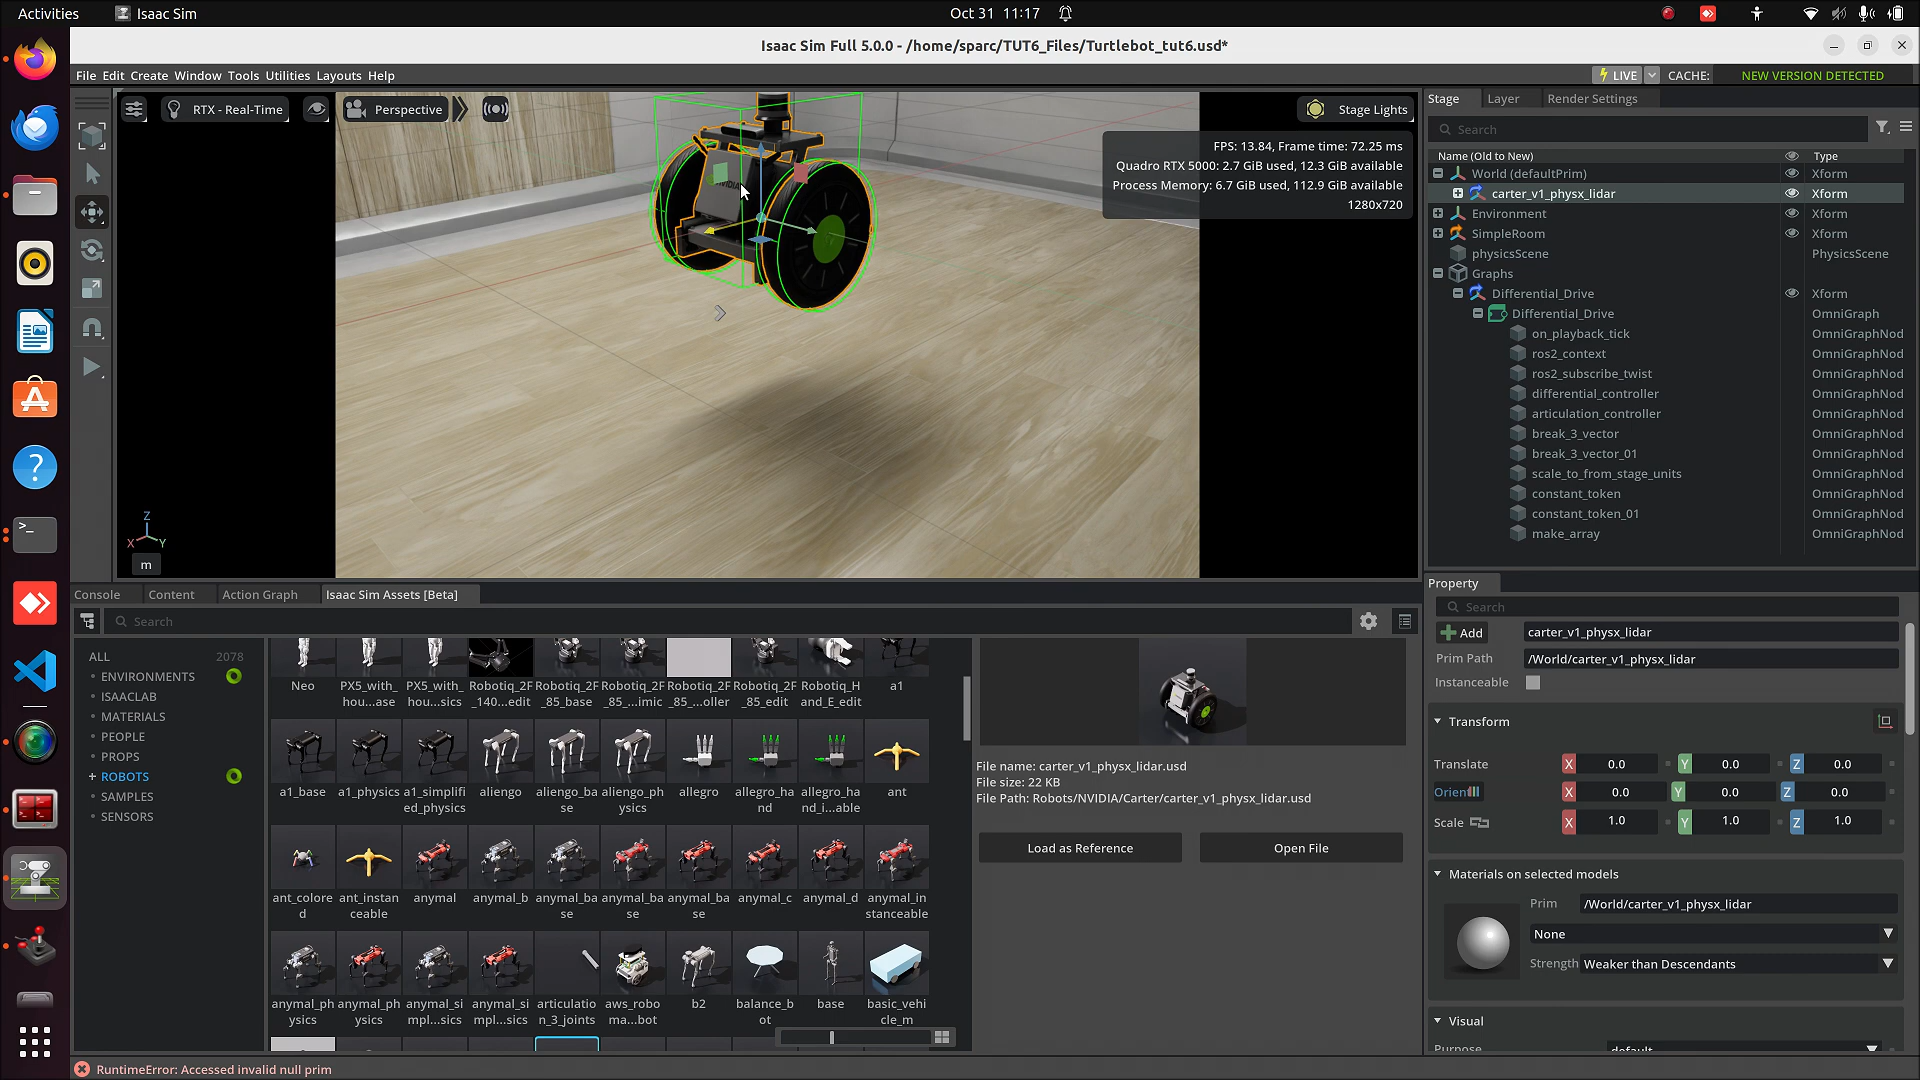 Activities
Isaac Sim
Oct 31 11:17
Isaac Sim Full 5.0.0 - /home/sparc/TUT6_Files/Turtlebot_tut6.usd*
File Edit Create Window Tools Utilities Layouts Help
LIVE
CACHE:
NEW VERSION DETECTED
RTX - Real-Time
Perspective
Stage Lights
FPS: 13.84, Frame time: 72.25 ms
Quadro RTX 5000: 2.7 GiB used, 12.3 GiB available
Process Memory: 6.7 GiB used, 112.9 GiB available
1280x720
Z
X
Y
m
Stage
Layer
Render Settings
Search
Name (Old to New)
Type
World (defaultPrim)
Xform
carter_v1_physx_lidar
Xform
Environment
Xform
SimpleRoom
Xform
physicsScene
PhysicsScene
Graphs
Differential_Drive
Xform
Differential_Drive
OmniGraph
on_playback_tick
OmniGraphNod
ros2_context
OmniGraphNod
ros2_subscribe_twist
OmniGraphNod
differential_controller
OmniGraphNod
articulation_controller
OmniGraphNod
break_3_vector
OmniGraphNod
break_3_vector_01
OmniGraphNod
scale_to_from_stage_units
OmniGraphNod
constant_token
OmniGraphNod
constant_token_01
OmniGraphNod
make_array
OmniGraphNod
Console
Content
Action Graph
Isaac Sim Assets [Beta]
Search
ALL
2078
ENVIRONMENTS
ISAACLAB
MATERIALS
PEOPLE
PROPS
+ ROBOTS
SAMPLES
SENSORS
Neo
PX5_with_
hou...ase
PX5_with_
hou...sics
Robotiq_2F
_140...edit
Robotiq_2F
_85_base
Robotiq_2F
_85_...imic
Robotiq_2F
_85_...oller
Robotiq_2F
_85_edit
Robotiq_H
and_E_edit
a1
a1_base
a1_physics
a1_simplifi
ed_physics
aliengo
aliengo_ba
se
aliengo_ph
ysics
allegro
allegro_ha
nd
allegro_ha
nd_i...able
ant
ant_colore
d
ant_instan
ceable
anymal
anymal_b
anymal_ba
se
anymal_ba
se
anymal_ba
se
anymal_c
anymal_d
anymal_in
stanceable
anymal_ph
ysics
anymal_ph
ysics
anymal_si
mpl...sics
anymal_si
mpl...sics
articulatio
n_3_joints
aws_robo
ma...bot
b2
balance_b
ot
base
basic_vehi
cle_m
File name: carter_v1_physx_lidar.usd
File size: 22 KB
File Path: Robots/NVIDIA/Carter/carter_v1_physx_lidar.usd
Load as Reference
Open File
Property
Search
Add
carter_v1_physx_lidar
Prim Path
/World/carter_v1_physx_lidar
Instanceable
Transform
Translate
X 0.0
Y 0.0
Z 0.0
Orien
X 0.0
Y 0.0
Z 0.0
Scale
X 1.0
Y 1.0
Z 1.0
Materials on selected models
Prim
/World/carter_v1_physx_lidar
None
Strength
Weaker than Descendants
Visual
Purpose
default
RuntimeError: Accessed invalid null prim